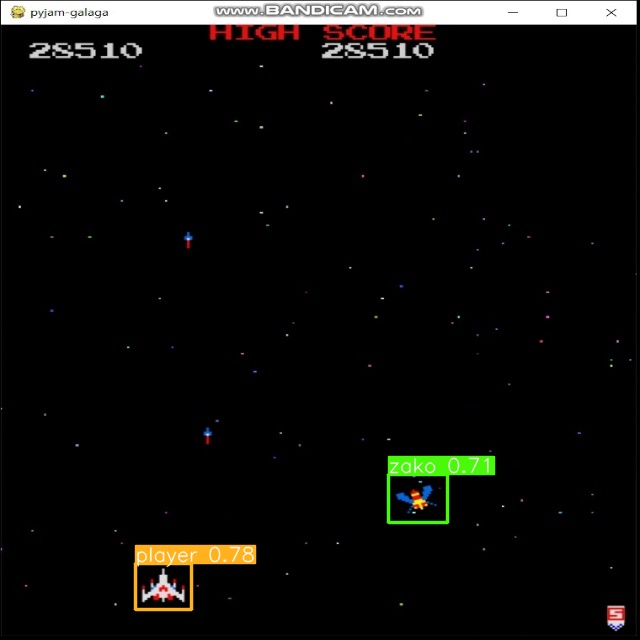 pyjam-galaga
www.BANDICAM.com
HIGH SCORE
28510 28510
zako 0.71
player 0.78
5